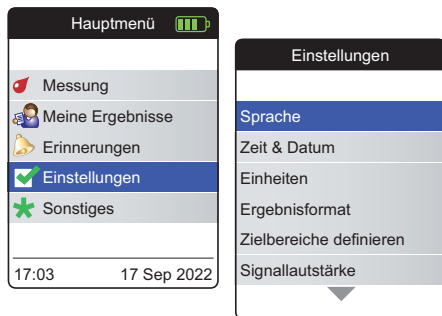 Hauptmenü
Messung
Meine Ergebnisse
Erinnerungen
Einstellungen
Sonstiges
17:03 17 Sep 2022
Einstellungen
Sprache
Zeit & Datum
Einheiten
Ergebnisformat
Zielbereiche definieren
Signallautstärke